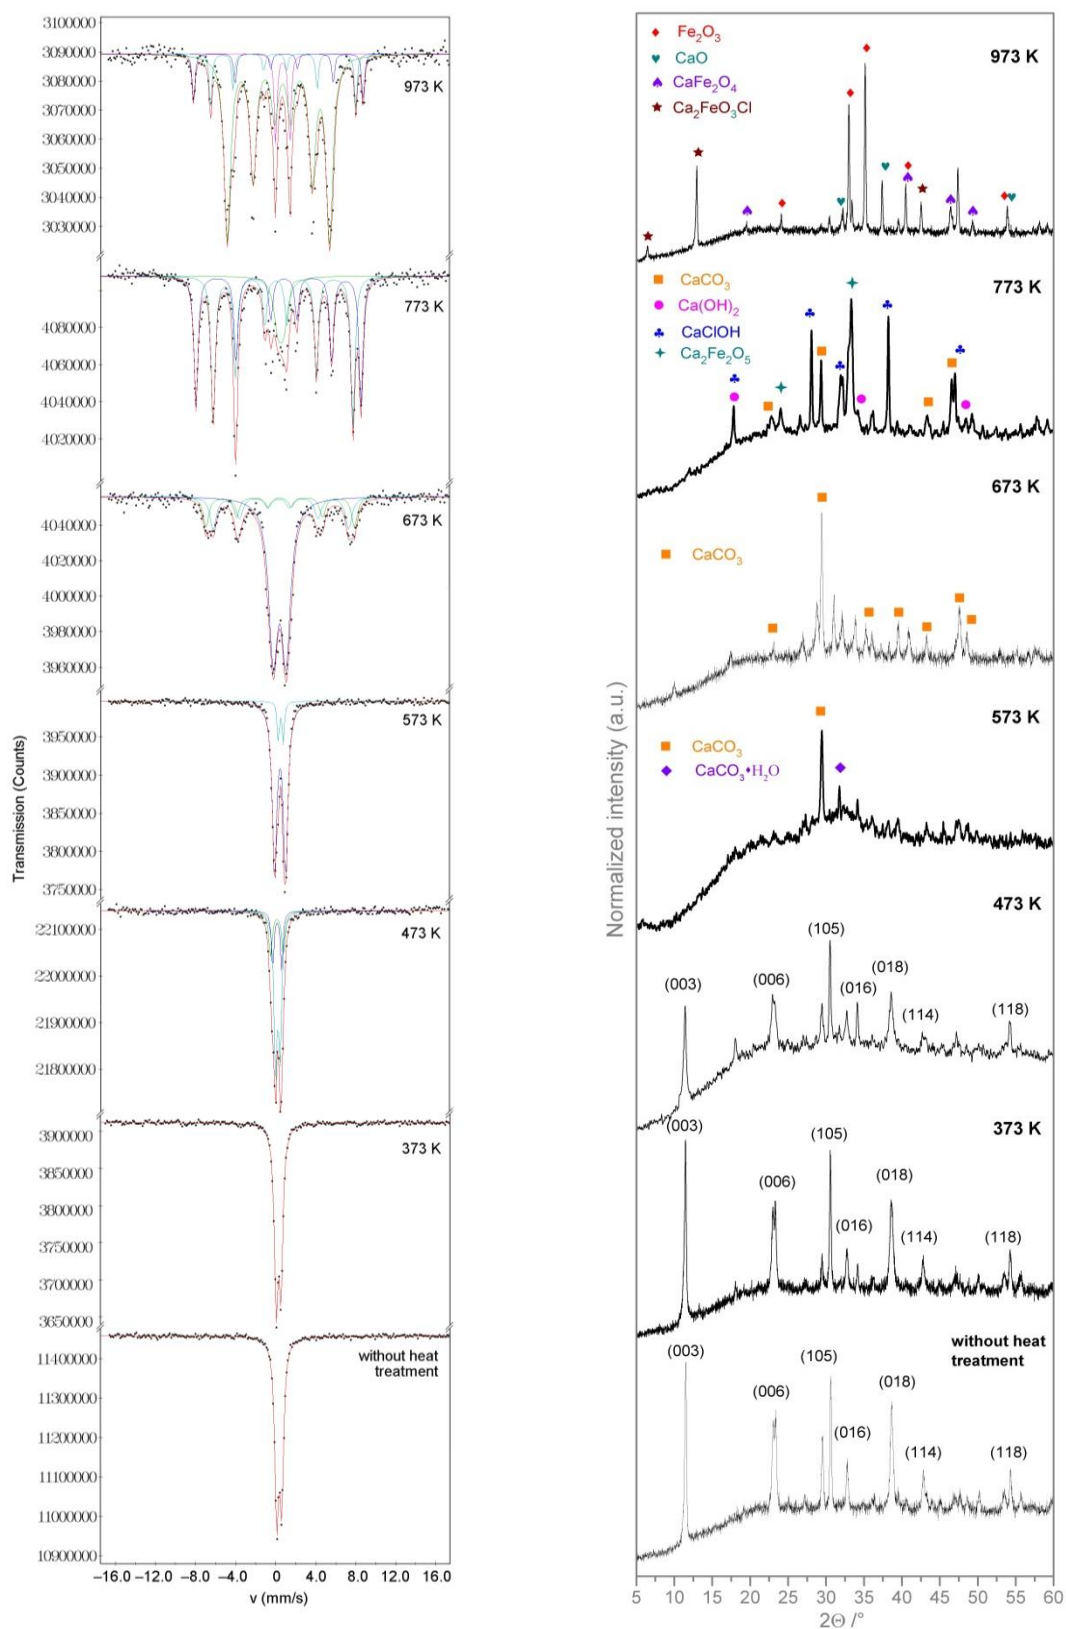 3100000
3090000
3080000
3070000
3060000
3050000
3040000
3030000
973 K
4080000
4060000
4040000
4020000
773 K
4040000
4020000
4000000
3980000
3960000
673 K
3950000
3900000
3850000
3800000
3750000
573 K
22100000
22000000
21900000
21800000
473 K
3900000
3850000
3800000
3750000
3700000
3650000
373 K
11400000
11300000
11200000
11100000
11000000
10900000
without heat
treatment
Transmission (Counts)
−16.0 −12.0 −8.0 −4.0 0 4.0 8.0 12.0 16.0
v (mm/s)
Fe₂O₃
CaO
CaFe₂O₄
Ca₂FeO₃Cl
973 K
CaCO₃
Ca(OH)₂
CaClOH
Ca₂Fe₂O₅
773 K
673 K
CaCO₃
573 K
CaCO₃
CaCO₃•H₂O
473 K
(003) (006) (105) (016) (018) (114) (118)
373 K
(003) (006) (105) (016) (018) (114) (118)
without heat
treatment
(003) (006) (105) (016) (018) (114) (118)
Normalized intensity (a.u.)
5 10 15 20 25 30 35 40 45 50 55 60
2Θ /°